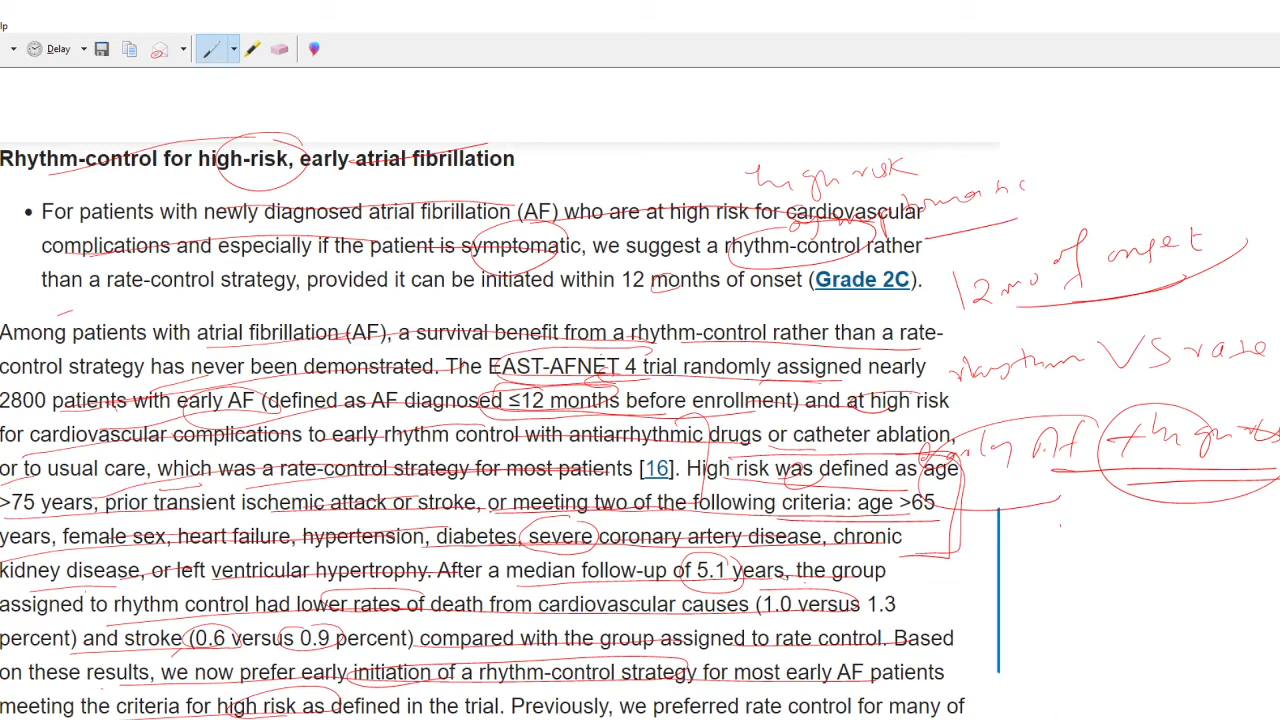 lp
Delay
Rhythm-control for high-risk, early atrial fibrillation
high risk
• For patients with newly diagnosed atrial fibrillation (AF) who are at high risk for cardiovascular
complications and especially if the patient is symptomatic, we suggest a rhythm-control rather
than a rate-control strategy, provided it can be initiated within 12 months of onset (Grade 2C).
12 mo of onset
Among patients with atrial fibrillation (AF), a survival benefit from a rhythm-control rather than a rate-
control strategy has never been demonstrated. The EAST-AFNET 4 trial randomly assigned nearly
2800 patients with early AF (defined as AF diagnosed ≤12 months before enrollment) and at high risk
for cardiovascular complications to early rhythm control with antiarrhythmic drugs or catheter ablation,
or to usual care, which was a rate-control strategy for most patients [16]. High risk was defined as age
>75 years, prior transient ischemic attack or stroke, or meeting two of the following criteria: age >65
years, female sex, heart failure, hypertension, diabetes, severe coronary artery disease, chronic
kidney disease, or left ventricular hypertrophy. After a median follow-up of 5.1 years, the group
assigned to rhythm control had lower rates of death from cardiovascular causes (1.0 versus 1.3
percent) and stroke (0.6 versus 0.9 percent) compared with the group assigned to rate control. Based
on these results, we now prefer early initiation of a rhythm-control strategy for most early AF patients
meeting the criteria for high risk as defined in the trial. Previously, we preferred rate control for many of
rhythm VS rate
early AF + high